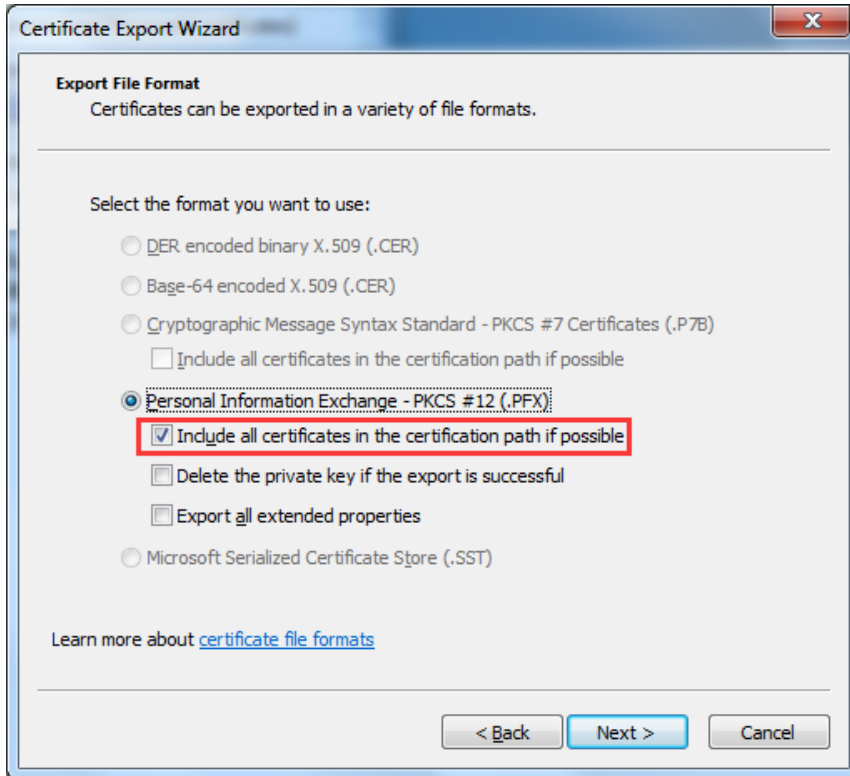 Certificate Export Wizard
Export File Format
Certificates can be exported in a variety of file formats.
Select the format you want to use:
DER encoded binary X.509 (.CER)
Base-64 encoded X.509 (.CER)
Cryptographic Message Syntax Standard - PKCS #7 Certificates (.P7B)
Include all certificates in the certification path if possible
Personal Information Exchange - PKCS #12 (.PFX)
Include all certificates in the certification path if possible
Delete the private key if the export is successful
Export all extended properties
Microsoft Serialized Certificate Store (.SST)
Learn more about certificate file formats
< Back Next > Cancel